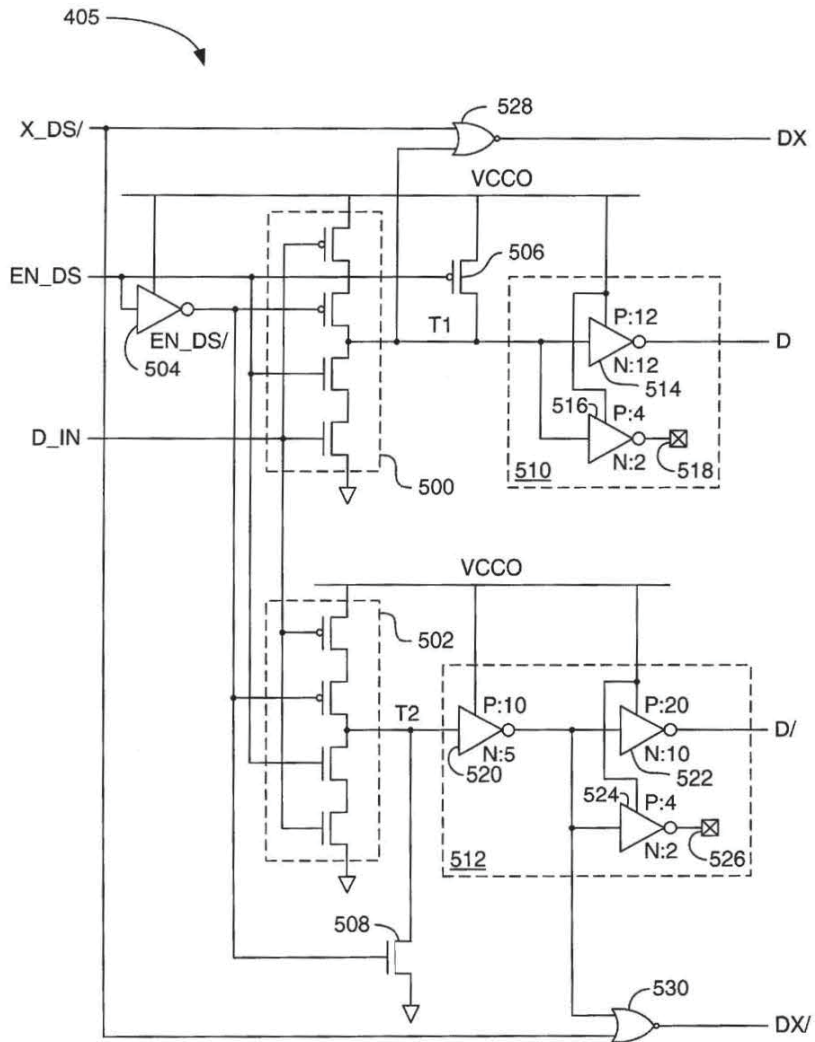 405
X_DS/
528
DX
VCCO
EN_DS
506
T1
P:12
D
EN_DS/
504
N:12
514
516
P:4
D_IN
N:2
518
500
510
VCCO
502
P:10
P:20
T2
D/
520
N:5
N:10
522
524
P:4
N:2
526
512
508
530
DX/